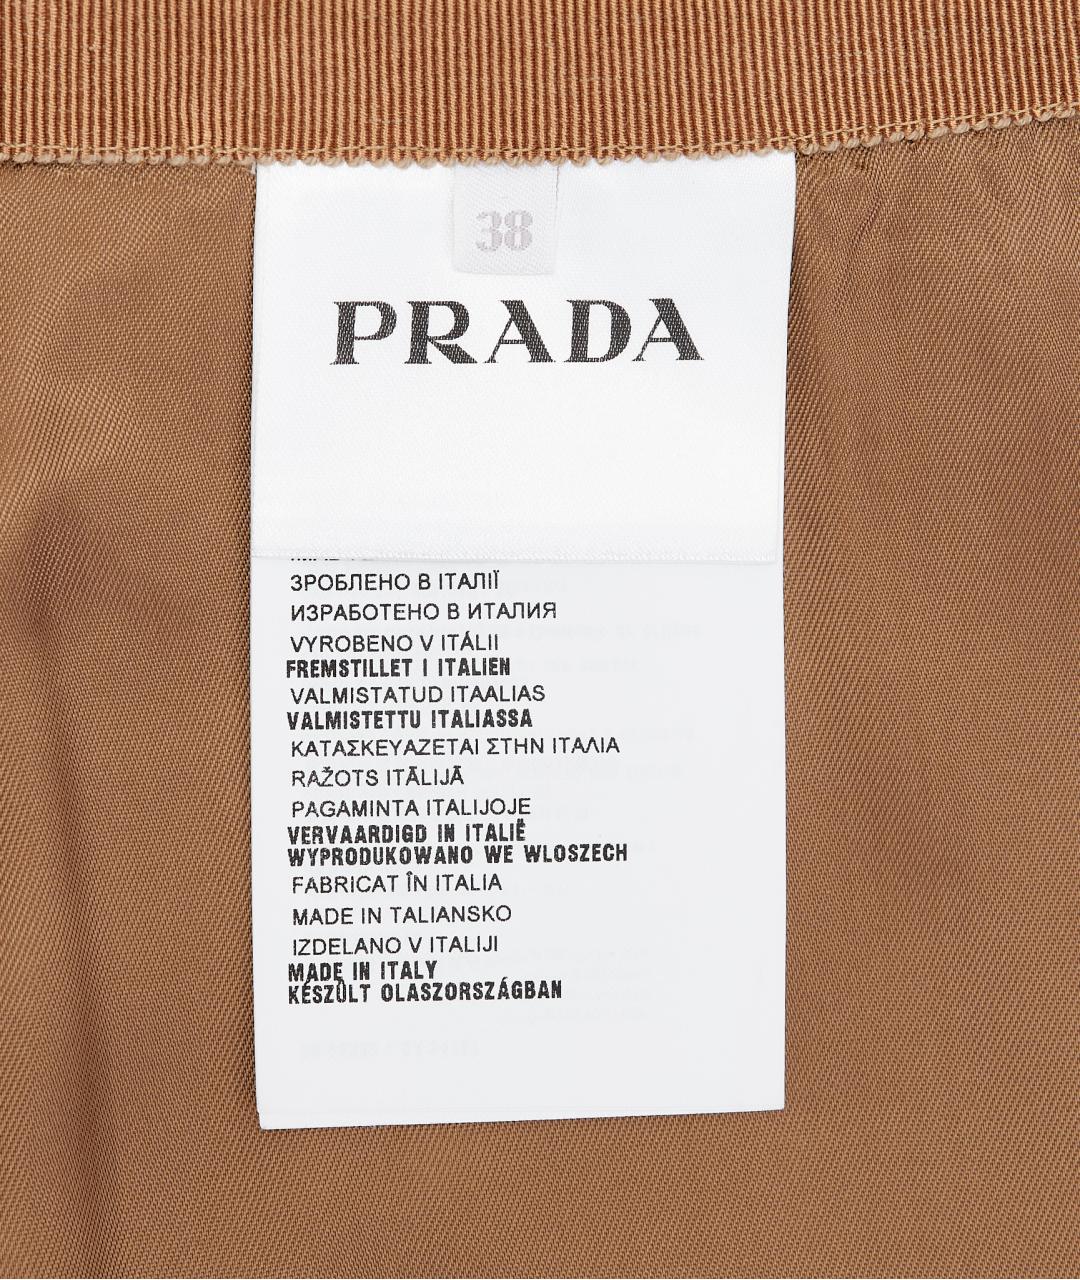 38
PRADA
ЗРОБЛЕНО В ІТАЛІЇ
ИЗРАБОТЕНО В ИТАЛИЯ
VYROBENO V ITÁLII
FREMSTILLET I ITALIEN
VALMISTATUD ITAALIAS
VALMISTETTU ITALIASSA
ΚΑΤΑΣΚΕΥΑΖΕΤΑΙ ΣΤΗΝ ΙΤΑΛΙΑ
RAŽOTS ITĀLIJĀ
PAGAMINTA ITALIJOJE
VERVAARDIGD IN ITALIË
WYPRODUKOWANO WE WLOSZECH
FABRICAT ÎN ITALIA
MADE IN TALIANSKO
IZDELANO V ITALIJI
MADE IN ITALY
KÉSZÜLT OLASZORSZÁGBAN